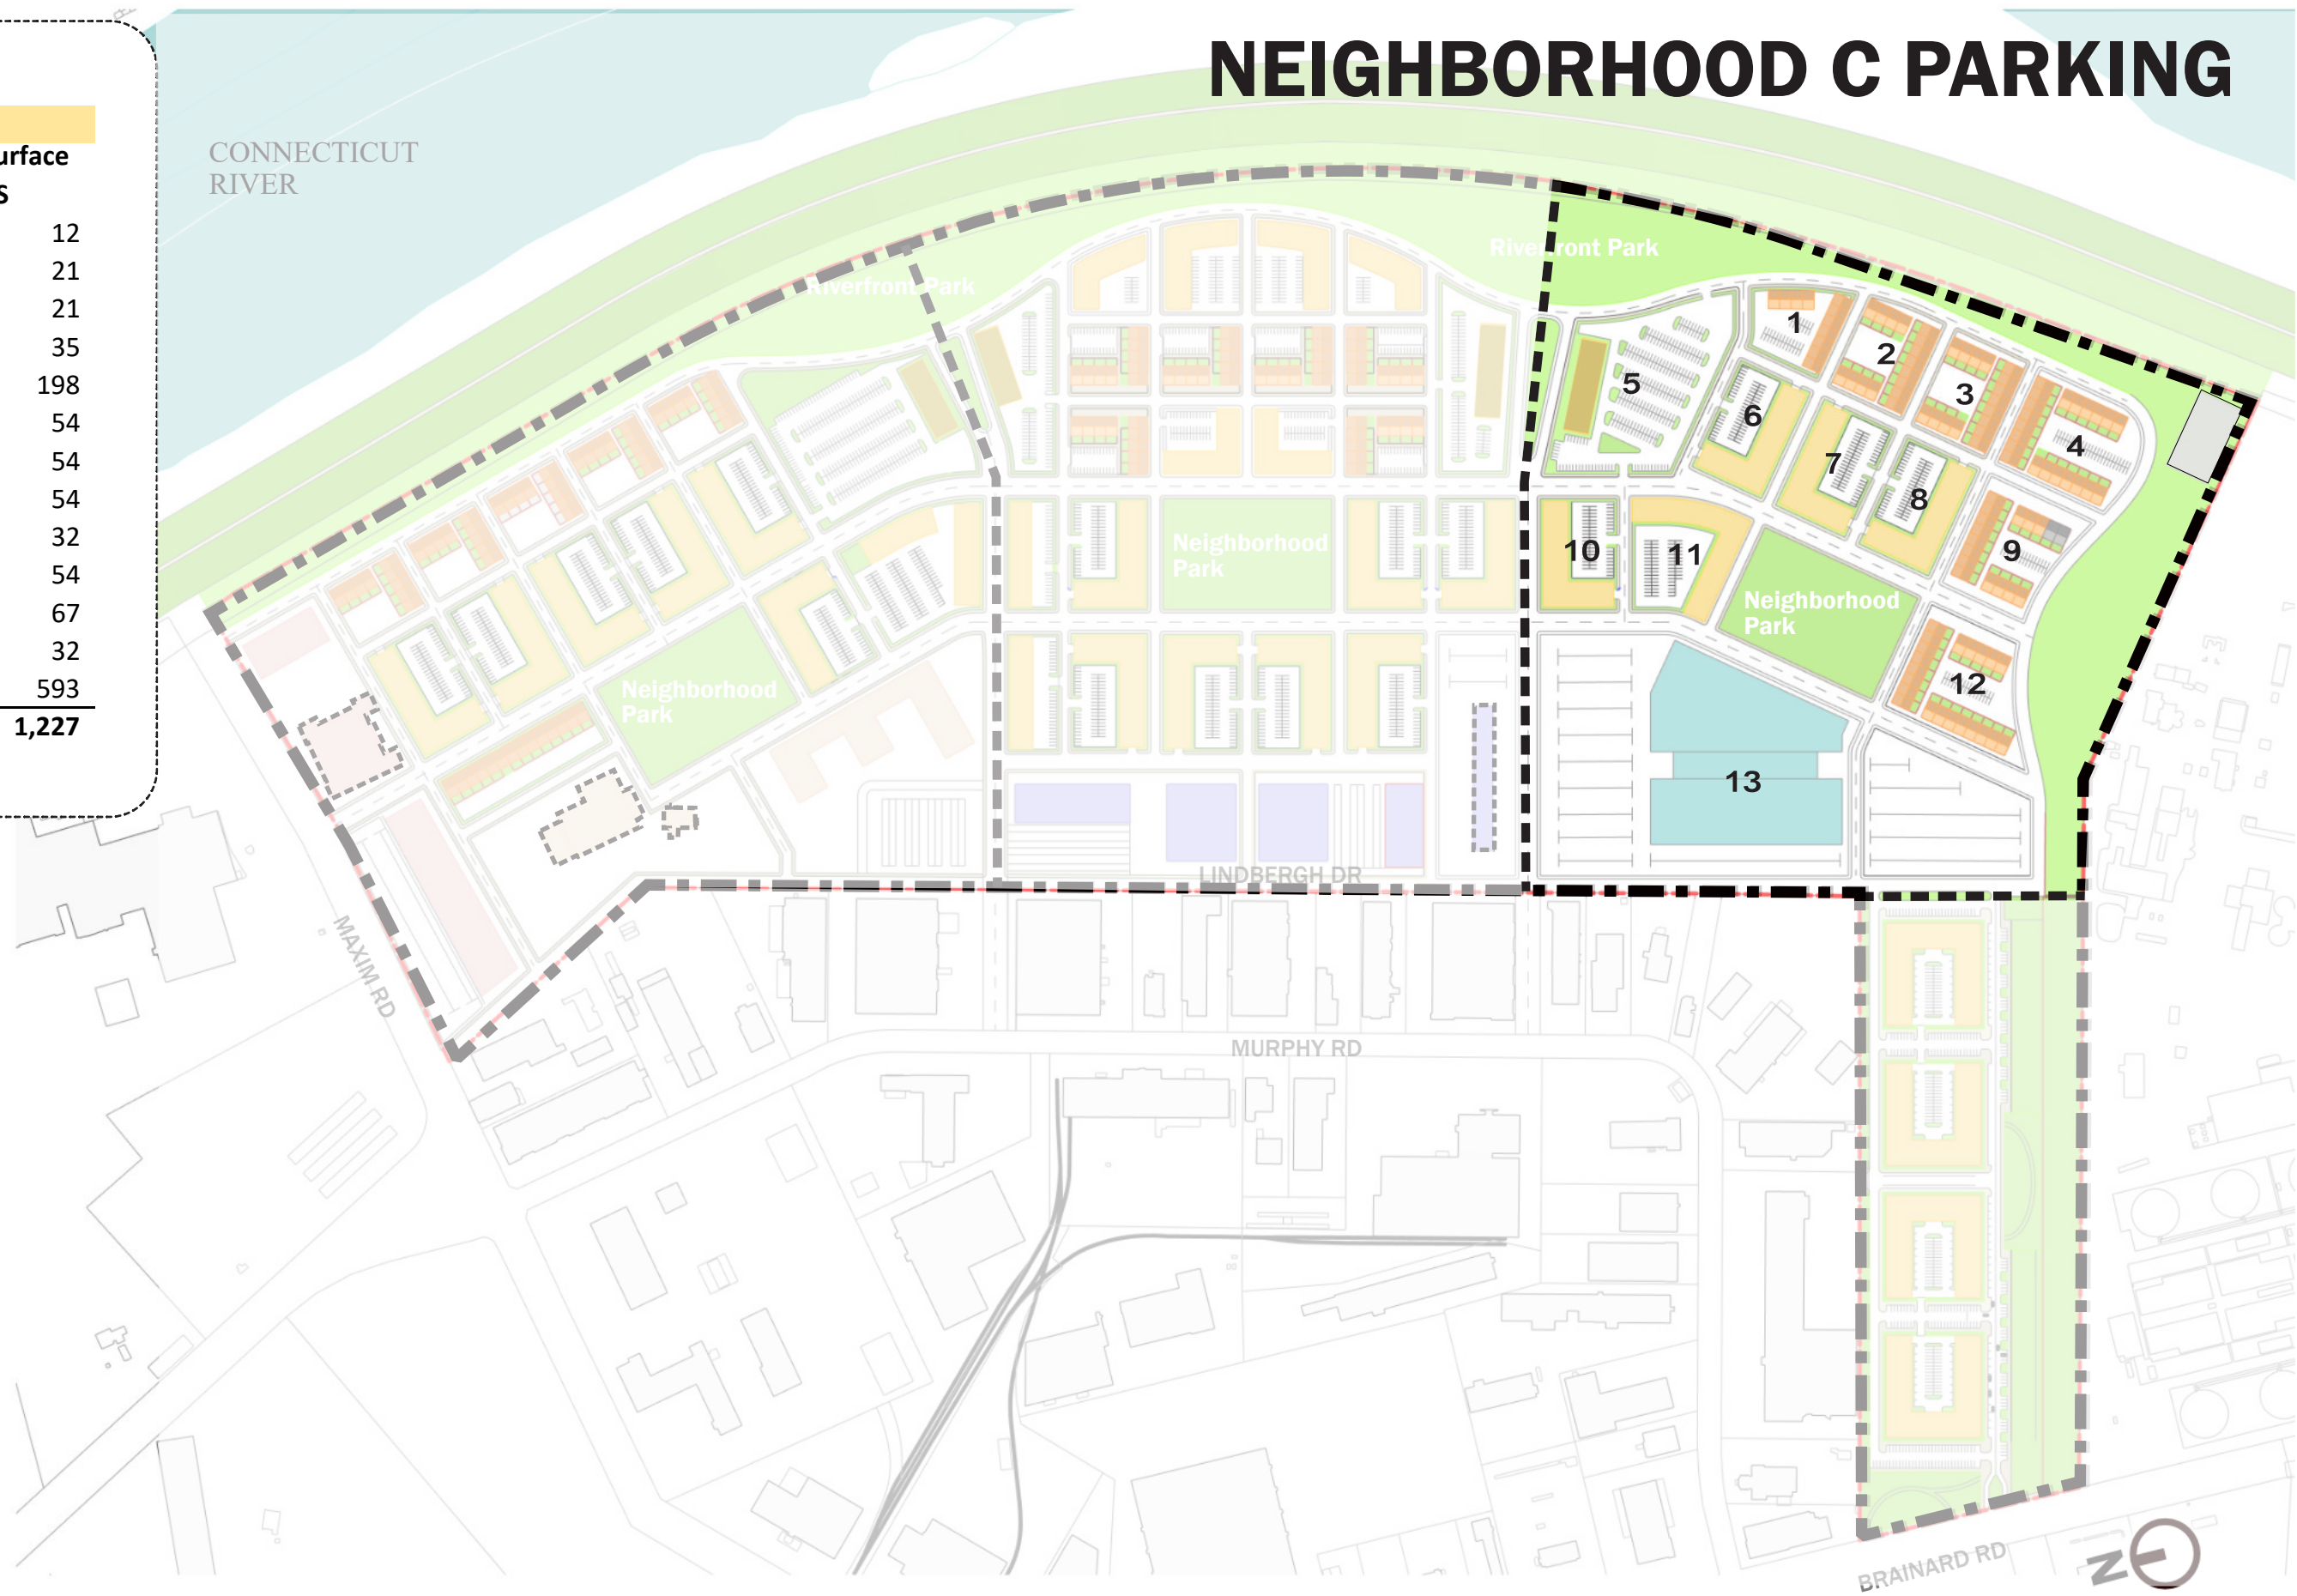 NEIGHBORHOOD C PARKING
urface
S
12
21
21
35
198
54
54
54
32
54
67
32
593
1,227
CONNECTICUT
RIVER
Riverfront Park
Riverfront Park
1
2
3
4
5
6
7
8
9
10
11
12
13
Neighborhood
Park
Neighborhood
Park
Neighborhood
Park
LINDBERGH DR
MAXIM RD
MURPHY RD
BRAINARD RD
N